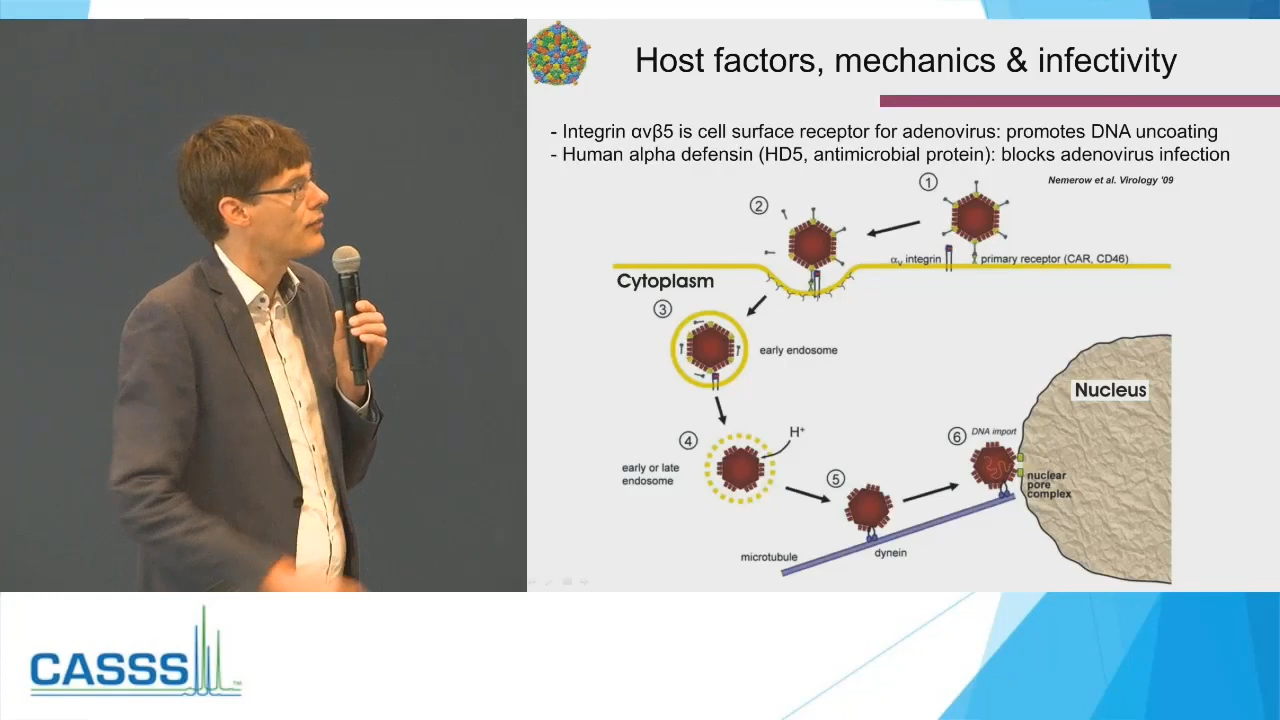 Host factors, mechanics & infectivity
- Integrin αvβ5 is cell surface receptor for adenovirus: promotes DNA uncoating
- Human alpha defensin (HD5, antimicrobial protein): blocks adenovirus infection
Nemerow et al. Virology '09
1
2
αv integrin
primary receptor (CAR, CD46)
Cytoplasm
3
early endosome
Nucleus
4
H+
early or late
endosome
5
6
DNA import
nuclear
pore
complex
microtubule
dynein
CASSS
TM